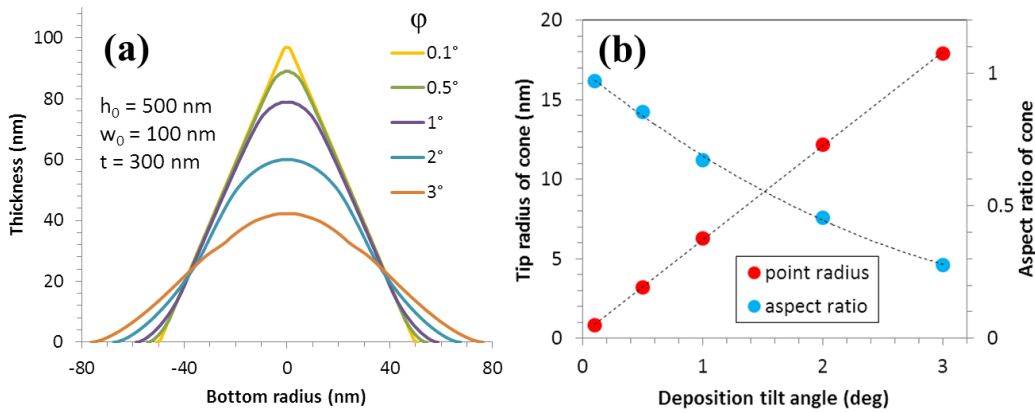 (a)
φ
0.1°
0.5°
1°
2°
3°
h₀ = 500 nm
w₀ = 100 nm
t = 300 nm
Thickness (nm)
100
80
60
40
20
0
-80
-40
0
40
80
Bottom radius (nm)
(b)
Tip radius of cone (nm)
20
15
10
5
0
point radius
aspect ratio
1
0.5
0
Aspect ratio of cone
0
1
2
3
Deposition tilt angle (deg)